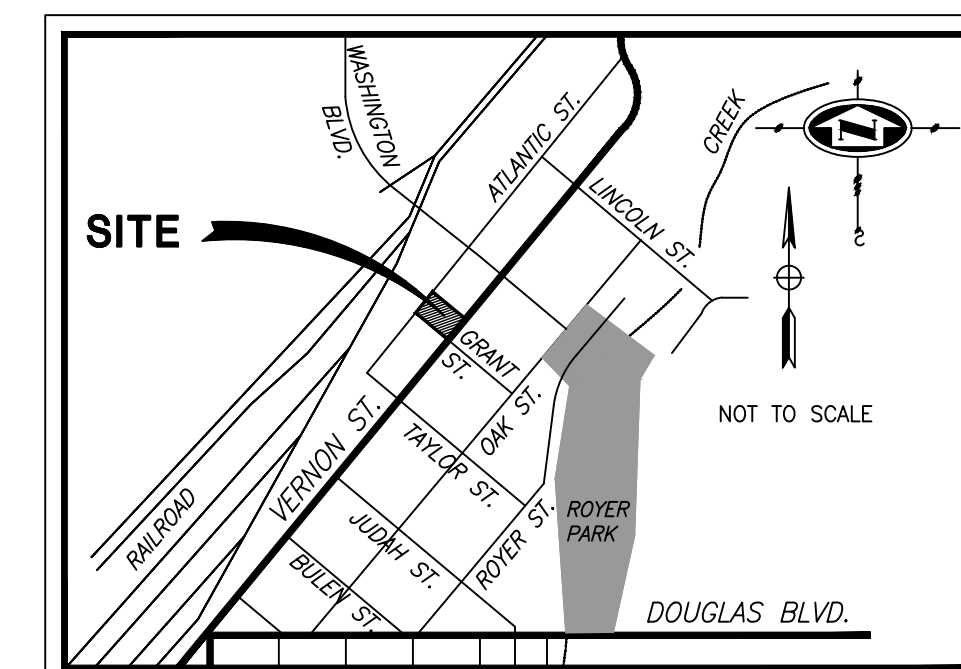 WASHINGTON
BLVD.
ATLANTIC ST.
CREEK
N
S
SITE
LINCOLN ST.
GRANT
ST.
NOT TO SCALE
OAK ST.
VERNON ST.
TAYLOR ST.
RAILROAD
JUDAH ST.
ROYER ST.
ROYER
PARK
BULEN ST.
DOUGLAS BLVD.